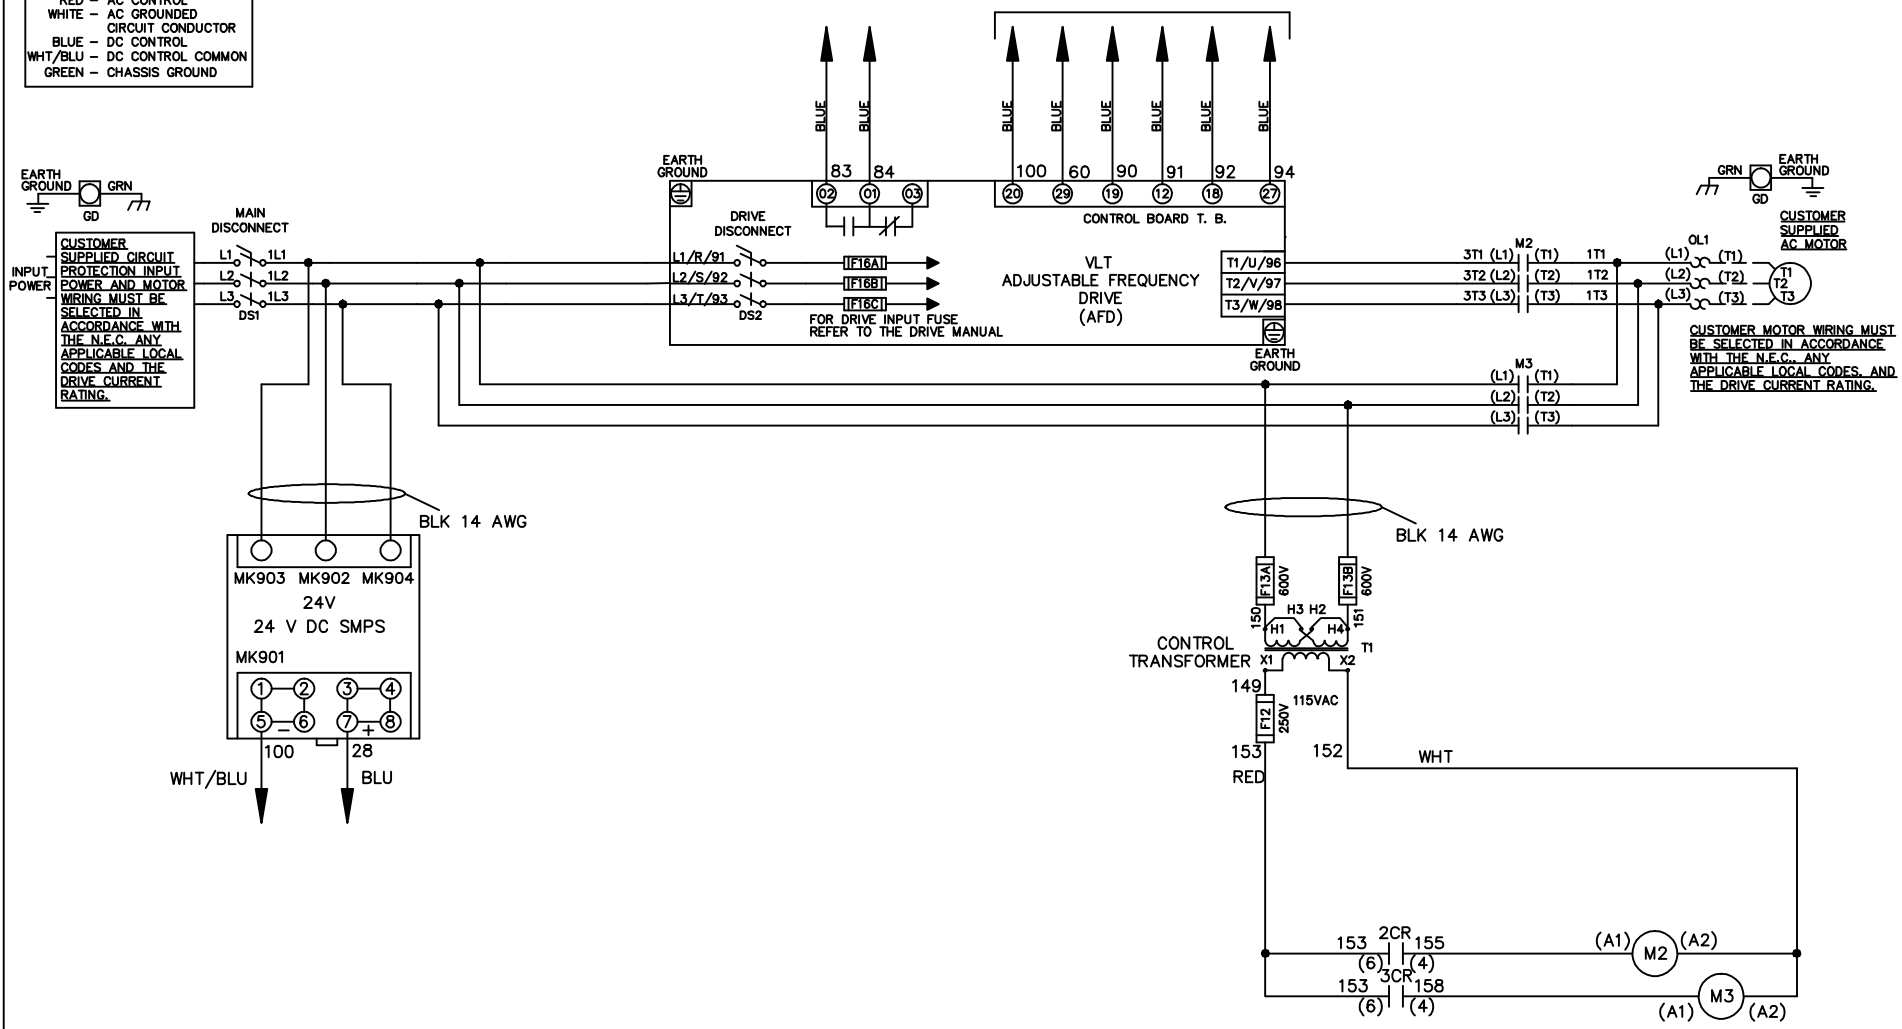 RED – AC CONTROL
WHITE – AC GROUNDED
CIRCUIT CONDUCTOR
BLUE – DC CONTROL
WHT/BLU – DC CONTROL COMMON
GREEN – CHASSIS GROUND
BLUE
BLUE
BLUE
BLUE
BLUE
BLUE
BLUE
BLUE
EARTH
GROUND
GRN
GD
MAIN
DISCONNECT
INPUT
POWER
CUSTOMER
SUPPLIED CIRCUIT
PROTECTION INPUT
POWER AND MOTOR
WIRING MUST BE
SELECTED IN
ACCORDANCE WITH
THE N.E.C. ANY
APPLICABLE LOCAL
CODES AND THE
DRIVE CURRENT
RATING.
L1 1L1
L2 1L2
L3 1L3
DS1
EARTH
GROUND
83 84
02 01 03
100 60 90 91 92 94
20 29 19 12 18 27
CONTROL BOARD T. B.
DRIVE
DISCONNECT
L1/R/91
L2/S/92
L3/T/93
DS2
F16A
F16B
F16C
FOR DRIVE INPUT FUSE
REFER TO THE DRIVE MANUAL
VLT
ADJUSTABLE FREQUENCY
DRIVE
(AFD)
T1/U/96
T2/V/97
T3/W/98
EARTH
GROUND
M2
3T1 (L1) (T1) 1T1
3T2 (L2) (T2) 1T2
3T3 (L3) (T3) 1T3
M3
(L1) (T1)
(L2) (T2)
(L3) (T3)
OL1
(L1) (T1)
(L2) (T2)
(L3) (T3)
T1
T2
T3
GRN
EARTH
GROUND
GD
CUSTOMER
SUPPLIED
AC MOTOR
CUSTOMER MOTOR WIRING MUST
BE SELECTED IN ACCORDANCE
WITH THE N.E.C., ANY
APPLICABLE LOCAL CODES, AND
THE DRIVE CURRENT RATING.
BLK 14 AWG
MK903 MK902 MK904
24V
24 V DC SMPS
MK901
1 2 3 4
5 6 7 8
– +
100 28
WHT/BLU BLU
BLK 14 AWG
F13A
600V
F13B
600V
150
151
H3 H2
H1 H4
CONTROL
TRANSFORMER
T1
X1 X2
149
115VAC
F12
250V
153 152
RED
WHT
2CR
153 155
(6) (4)
(A1) M2 (A2)
3CR
153 158
(6) (4)
(A1) M3 (A2)